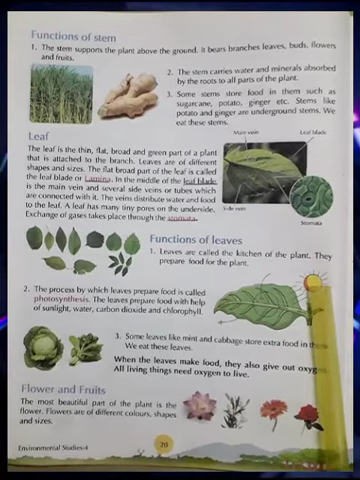 Functions of stem
1. The stem supports the plant above the ground. It bears branches leaves, buds, flowers
and fruits.
2. The stem carries water and minerals absorbed
by the roots to all parts of the plant.
3. Some stems store food in them such as
sugarcane, potato, ginger etc. Stems like
potato and ginger are underground stems. We
eat these stems.
Leaf
The leaf is the thin, flat, broad and green part of a plant
that is attached to the branch. Leaves are of different
shapes and sizes. The flat broad part of the leaf is called
the leaf blade or Lamina. In the middle of the leaf blade
is the main vein and several side veins or tubes which
are connected with it. The veins distribute water and food
to the leaf. A leaf has many tiny pores on the underside.
Exchange of gases takes place through the stomata.
Main vein
Leaf blade
Side vein
Stomata
Functions of leaves
1. Leaves are called the kitchen of the plant. They
prepare food for the plant.
2. The process by which leaves prepare food is called
photosynthesis. The leaves prepare food with help
of sunlight, water, carbon dioxide and chlorophyll.
3. Some leaves like mint and cabbage store extra food in
We eat these leaves.
When the leaves make food, they also give out
All living things need oxygen to live.
Flower and Fruits
The most beautiful part of the plant is the
flower. Flowers are of different colours, shapes
and sizes.
Environmental Studies-4
20